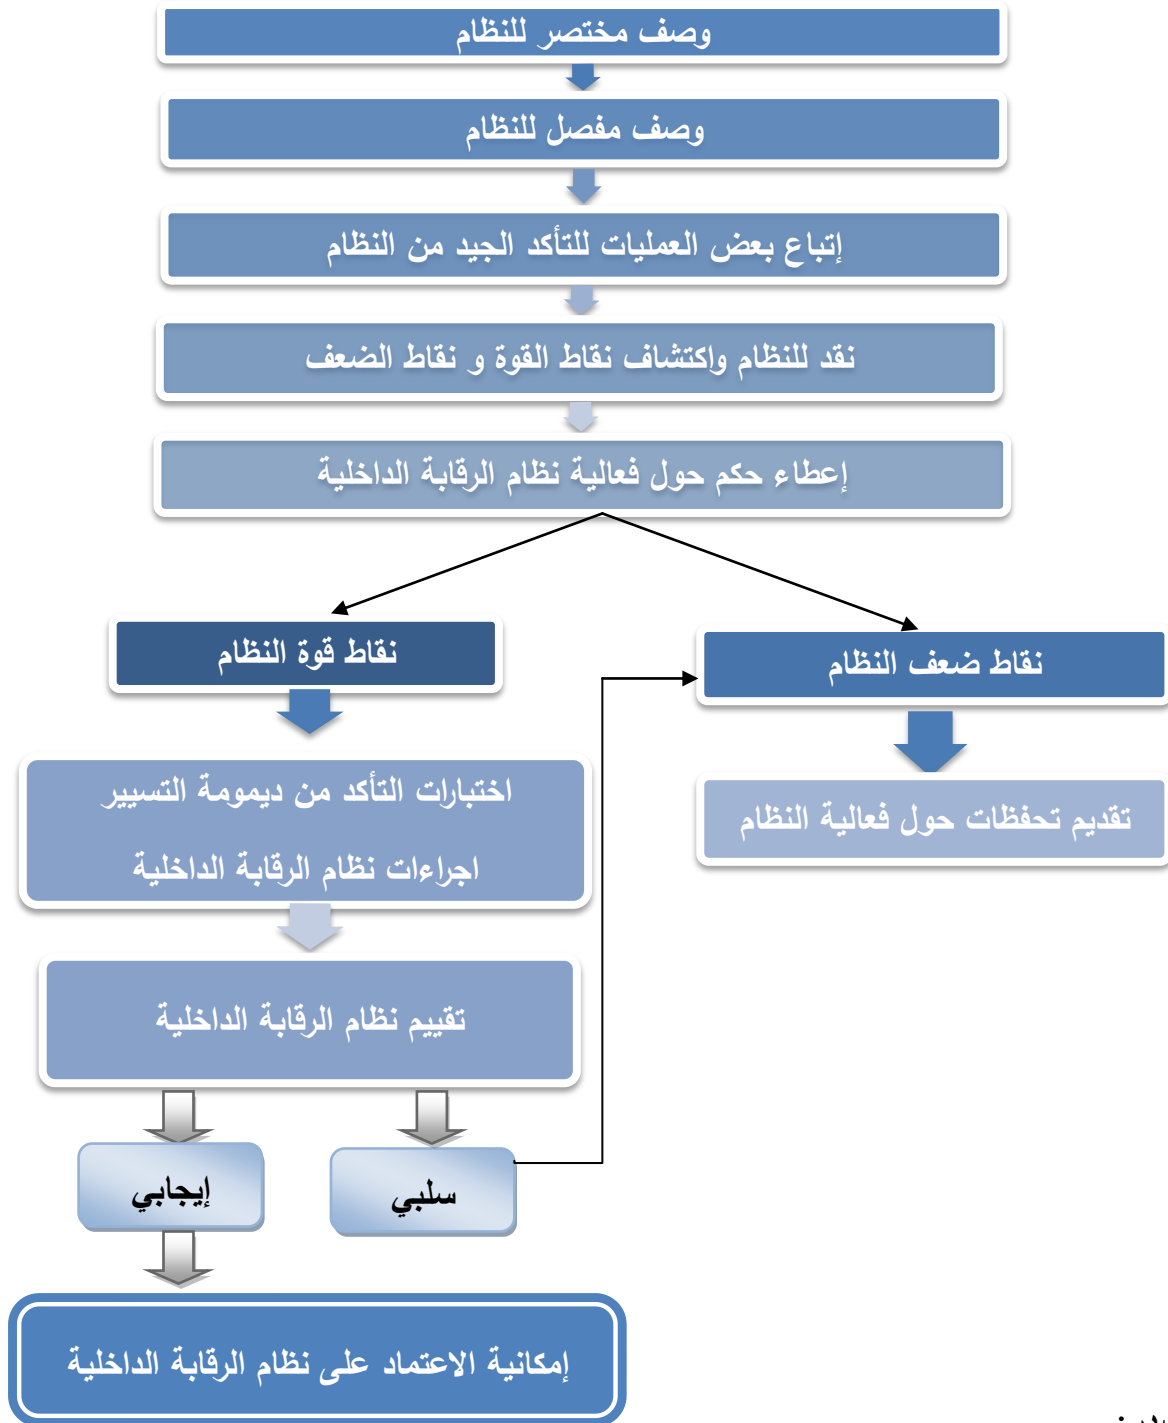 وصف مختصر للنظام
وصف مفصل للنظام
إتباع بعض العمليات للتأكد الجيد من النظام
نقد للنظام واكتشاف نقاط القوة و نقاط الضعف
إعطاء حكم حول فعالية نظام الرقابة الداخلية
نقاط ضعف النظام
نقاط قوة النظام
تقديم تحفظات حول فعالية النظام
اختبارات التأكد من ديمومة التسيير
اجراءات نظام الرقابة الداخلية
تقييم نظام الرقابة الداخلية
سلبي
إيجابي
إمكانية الاعتماد على نظام الرقابة الداخلية